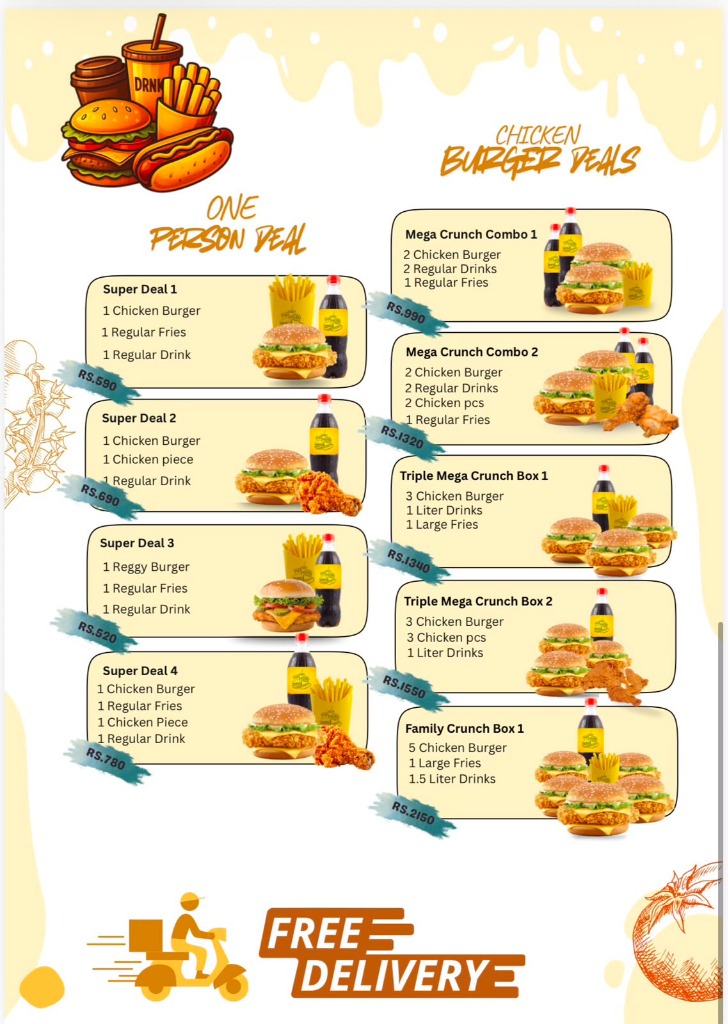 DRNK
ONE
PERSON DEAL
Super Deal 1
1 Chicken Burger
1 Regular Fries
1 Regular Drink
RS.590
Super Deal 2
1 Chicken Burger
1 Chicken piece
1 Regular Drink
RS.690
Super Deal 3
1 Reggy Burger
1 Regular Fries
1 Regular Drink
RS.520
Super Deal 4
1 Chicken Burger
1 Regular Fries
1 Chicken Piece
1 Regular Drink
RS.780
CHICKEN
BURGER DEALS
Mega Crunch Combo 1
2 Chicken Burger
2 Regular Drinks
1 Regular Fries
RS.990
Mega Crunch Combo 2
2 Chicken Burger
2 Regular Drinks
2 Chicken pcs
1 Regular Fries
RS.1320
Triple Mega Crunch Box 1
3 Chicken Burger
1 Liter Drinks
1 Large Fries
RS.1340
Triple Mega Crunch Box 2
3 Chicken Burger
3 Chicken pcs
1 Liter Drinks
RS.1550
Family Crunch Box 1
5 Chicken Burger
1 Large Fries
1.5 Liter Drinks
RS.2150
FREE
DELIVERY